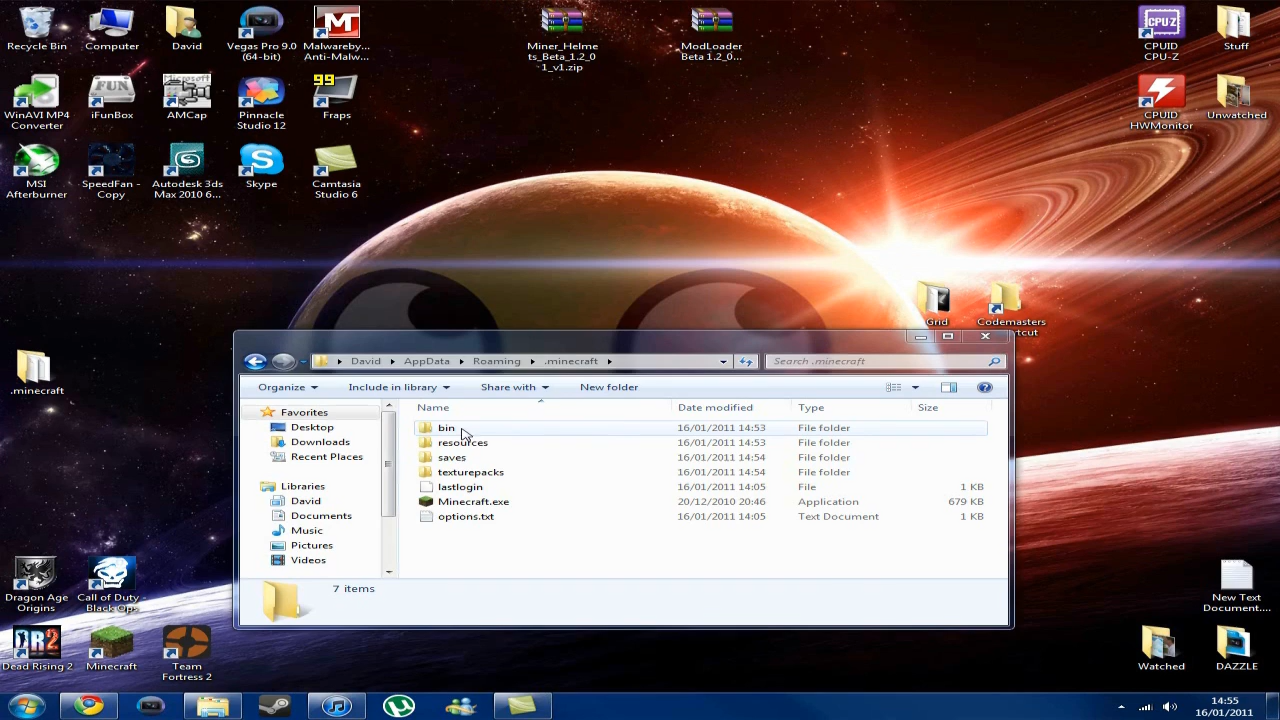 Recycle Bin
Computer
David
Vegas Pro 9.0
(64-bit)
Malwareby...
Anti-Malw...
Miner_Helme
ts_Beta_1.2_0
1_v1.zip
ModLoader
Beta 1.2_0...
CPU-Z
CPUID
CPU-Z
Stuff
WinAVI MP4
Converter
FUN
iFunBox
Microsoft
AMCap
Pinnacle
Studio 12
99
Fraps
CPUID
HWMonitor
Unwatched
MSI
Afterburner
SpeedFan -
Copy
Autodesk 3ds
Max 2010 6...
Skype
Camtasia
Studio 6
Grid
Codemasters
.minecraft
David
AppData
Roaming
.minecraft
Search .minecraft
Organize
Include in library
Share with
New folder
Favorites
Desktop
Downloads
Recent Places
Libraries
David
Documents
Music
Pictures
Videos
Name Date modified Type Size
bin 16/01/2011 14:53 File folder
resources 16/01/2011 14:53 File folder
saves 16/01/2011 14:54 File folder
texturepacks 16/01/2011 14:54 File folder
lastlogin 16/01/2011 14:05 File 1 KB
Minecraft.exe 20/12/2010 20:46 Application 679 KB
options.txt 16/01/2011 14:05 Text Document 1 KB
7 items
Dragon Age
Origins
Call of Duty -
Black Ops
New Text
Document....
DR2
Dead Rising 2
Minecraft
Team
Fortress 2
Watched
DAZZLE
14:55
16/01/2011